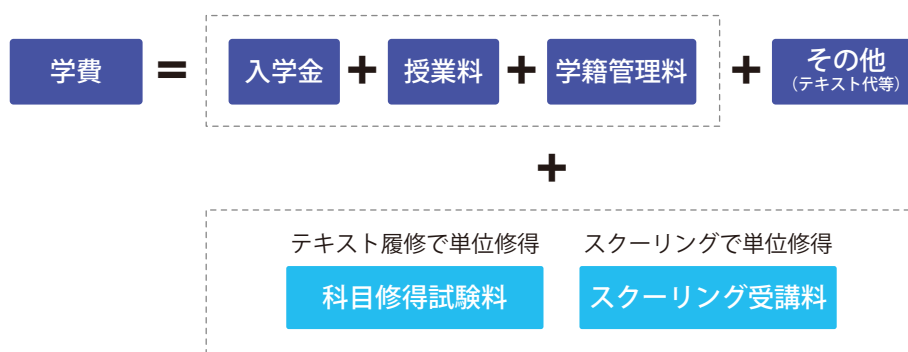 学費 = 入学金 + 授業料 + 学籍管理料 + その他
(テキスト代等)
+
テキスト履修で単位修得 スクーリングで単位修得
科目修得試験料 スクーリング受講料